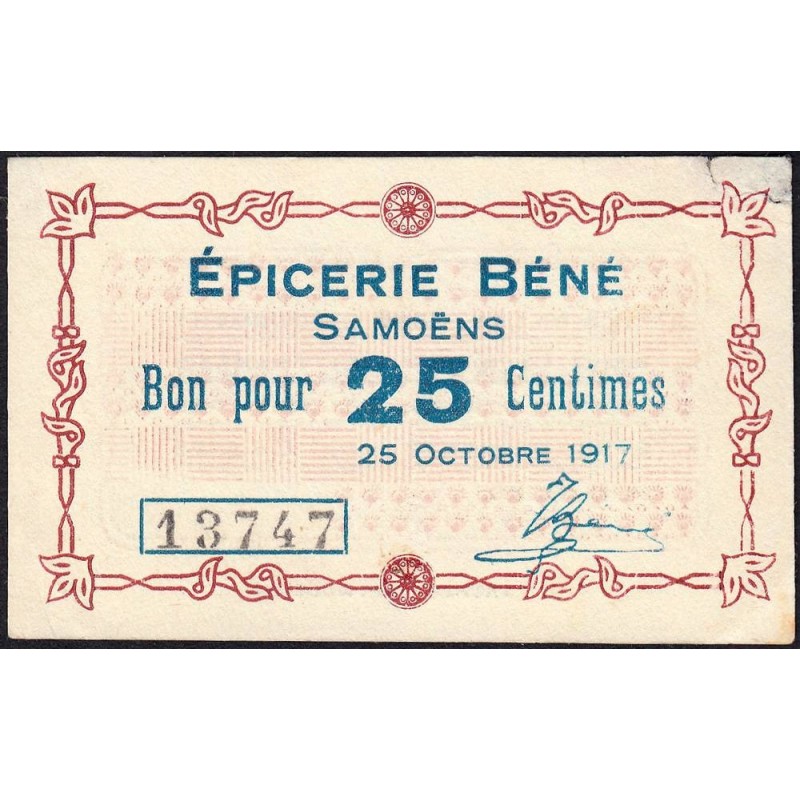 ÉPICERIE BÉNÉ
SAMOËNS
Bon pour 25 Centimes
25 OCTOBRE 1917
13747